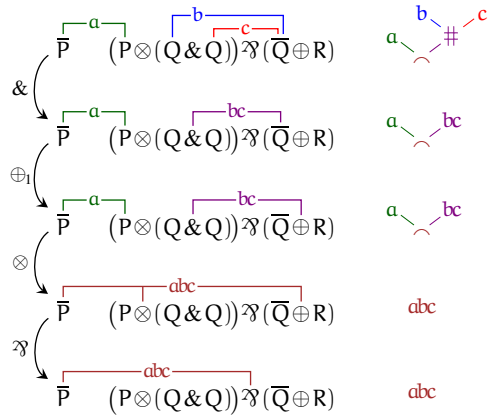 a b c b c
P̅ (P⊗(Q&Q))⅋(Q̅⊕R) a ⌢ #
&
a bc
P̅ (P⊗(Q&Q))⅋(Q̅⊕R) a ⌢ bc
⊕₁
a bc
P̅ (P⊗(Q&Q))⅋(Q̅⊕R) a ⌢ bc
⊗
abc
P̅ (P⊗(Q&Q))⅋(Q̅⊕R) abc
⅋
abc
P̅ (P⊗(Q&Q))⅋(Q̅⊕R) abc